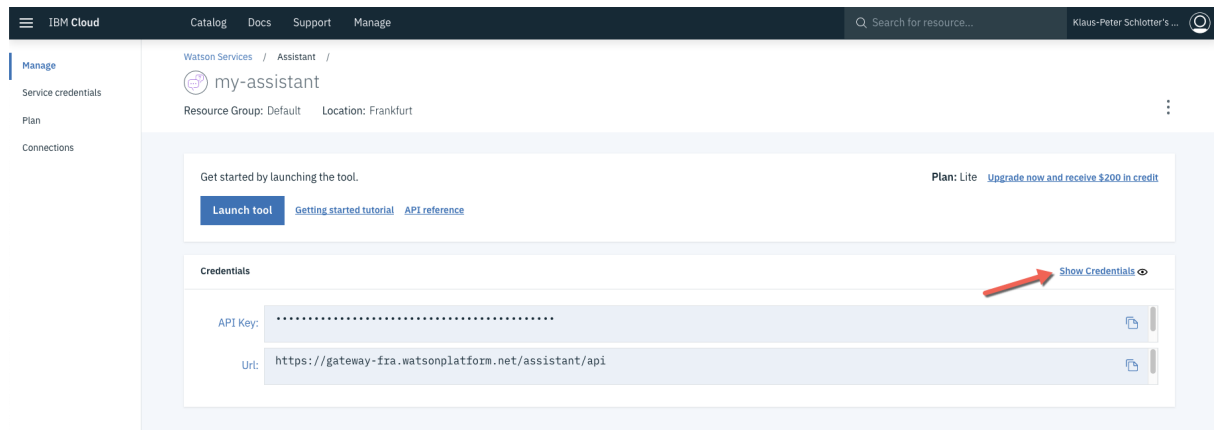 IBM Cloud Catalog Docs Support Manage Search for resource... Klaus-Peter Schlotter's ...
Manage
Service credentials
Plan
Connections
Watson Services / Assistant /
my-assistant
Resource Group: Default Location: Frankfurt
Get started by launching the tool. Plan: Lite Upgrade now and receive $200 in credit
Launch tool Getting started tutorial API reference
Credentials Show Credentials
API Key: ••••••••••••••••••••••••••••••••••••••••••••
Url: https://gateway-fra.watsonplatform.net/assistant/api